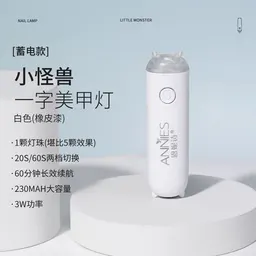 NAIL LAMP
LITTLE MONSTER
[蓄电款]
小怪兽
一字美甲灯
白色(橡皮漆)
·1颗灯珠(堪比5颗效果)
·20S/60S两档切换
·60分钟长效续航
·230MAH大容量
·3W功率
ANNIES